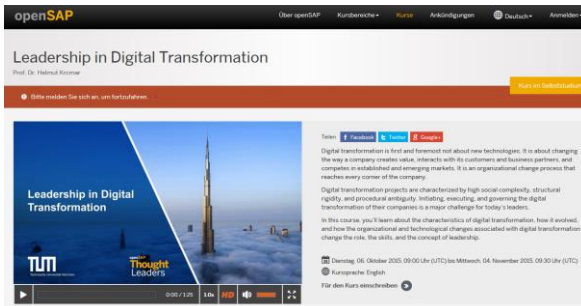 openSAP
Über openSAP Kursbereiche Kurse Ankündigungen Deutsch Anmelden
Leadership in Digital Transformation
Prof. Dr. Helmut Krcmar
Kurs im Selbststudium
Bitte melden Sie sich an, um fortzufahren.
Leadership in Digital
Transformation
TUM
openSAP
Thought
Leaders
0:00 / 1:25 1.0x HD
Teilen: Facebook Twitter Google+
Digital transformation is first and foremost not about new technologies. It is about changing
the way a company creates value, interacts with its customers and business partners, and
competes in established and emerging markets. It is an organizational change process that
reaches every corner of the company.
Digital transformation projects are characterized by high social complexity, structural
rigidity, and procedural ambiguity. Initiating, executing, and governing the digital
transformation of their companies is a major challenge for today's leaders.
In this course, you'll learn about the characteristics of digital transformation, how it evolved,
and how the organizational and technological changes associated with digital transformation
change the role, the skills, and the concept of leadership.
Dienstag, 06. Oktober 2015, 09:00 Uhr (UTC) bis Mittwoch, 04. November 2015, 09:30 Uhr (UTC)
Kurssprache: English
Für den Kurs einschreiben